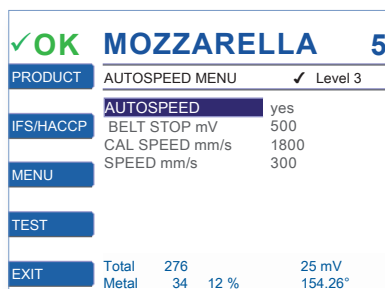 ✓OK MOZZARELLA 5
PRODUCT AUTOSPEED MENU ✓ Level 3
AUTOSPEED yes
IFS/HACCP BELT STOP mV 500
CAL SPEED mm/s 1800
MENU SPEED mm/s 300
TEST
EXIT Total 276 25 mV
Metal 34 12 % 154.26°